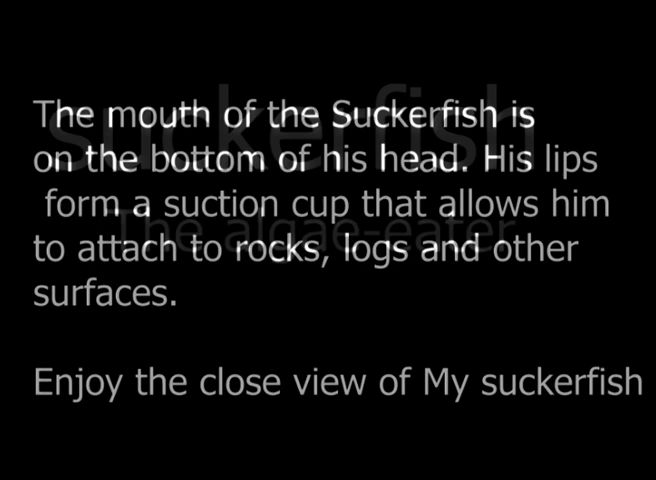 suckerfish
The algae-eater
The mouth of the Suckerfish is
on the bottom of his head. His lips
form a suction cup that allows him
to attach to rocks, logs and other
surfaces.
Enjoy the close view of My suckerfish